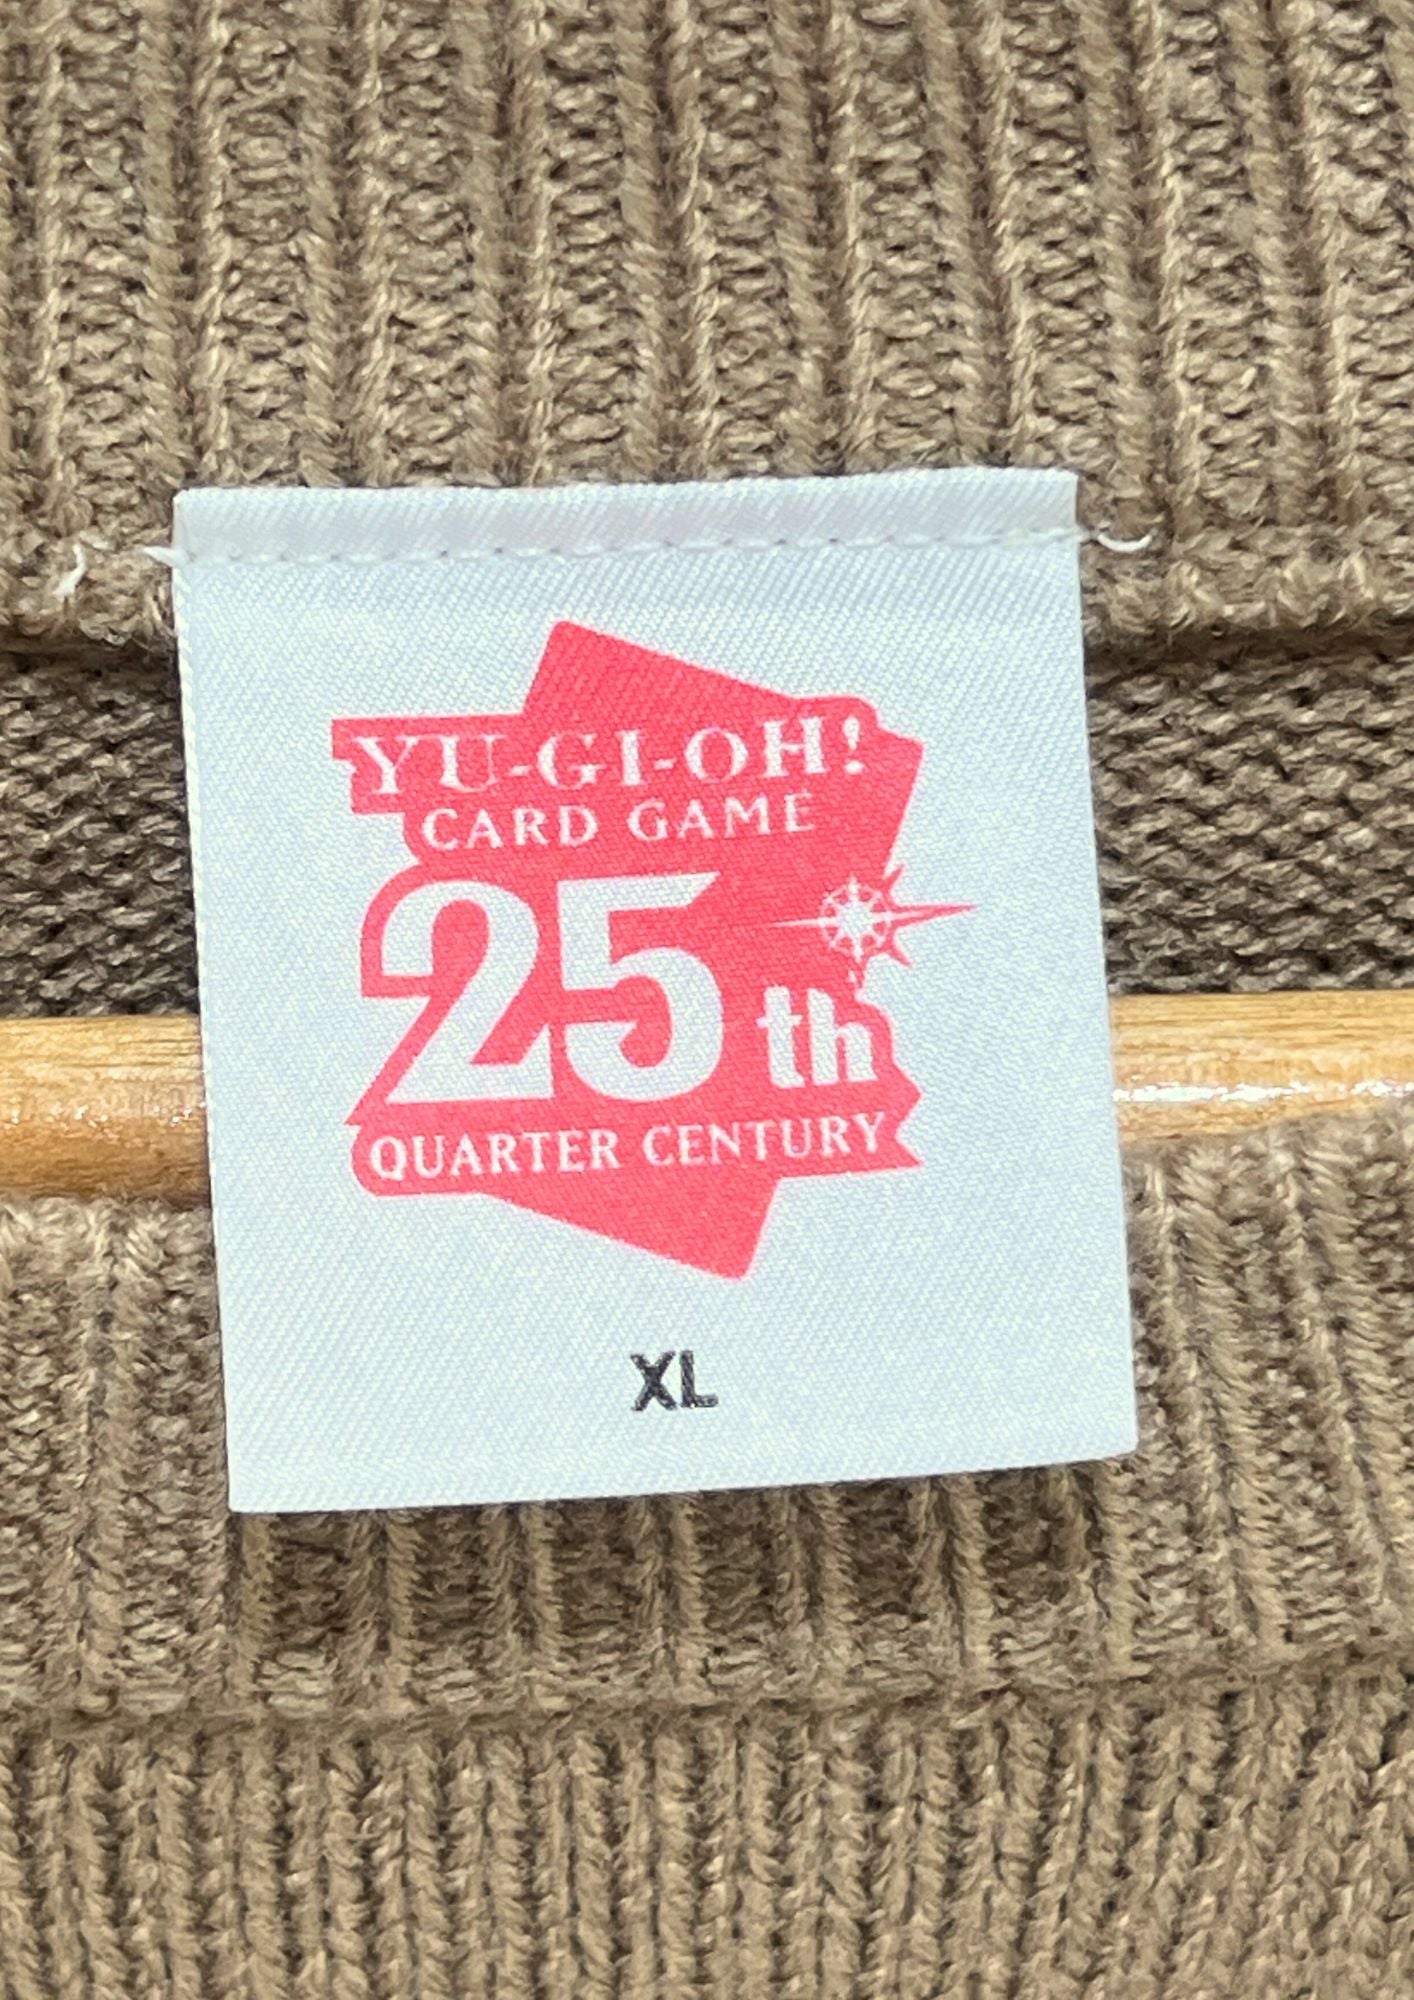 YU-GI-OH!
CARD GAME
25th
QUARTER CENTURY
XL